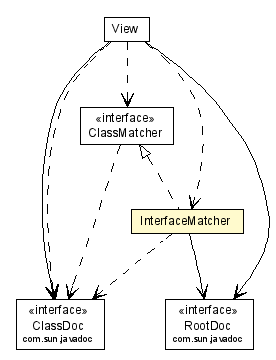 View
«interface»
ClassMatcher
InterfaceMatcher
«interface»
ClassDoc
com.sun.javadoc
«interface»
RootDoc
com.sun.javadoc